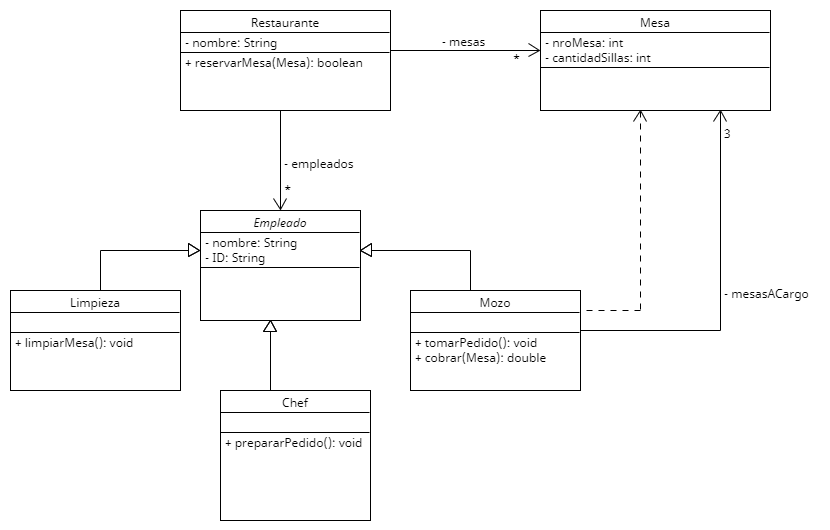 Restaurante
- nombre: String
+ reservarMesa(Mesa): boolean
- mesas
*
Mesa
- nroMesa: int
- cantidadSillas: int
3
- empleados
*
Empleado
- nombre: String
- ID: String
Limpieza
+ limpiarMesa(): void
Mozo
+ tomarPedido(): void
+ cobrar(Mesa): double
- mesasACargo
Chef
+ prepararPedido(): void